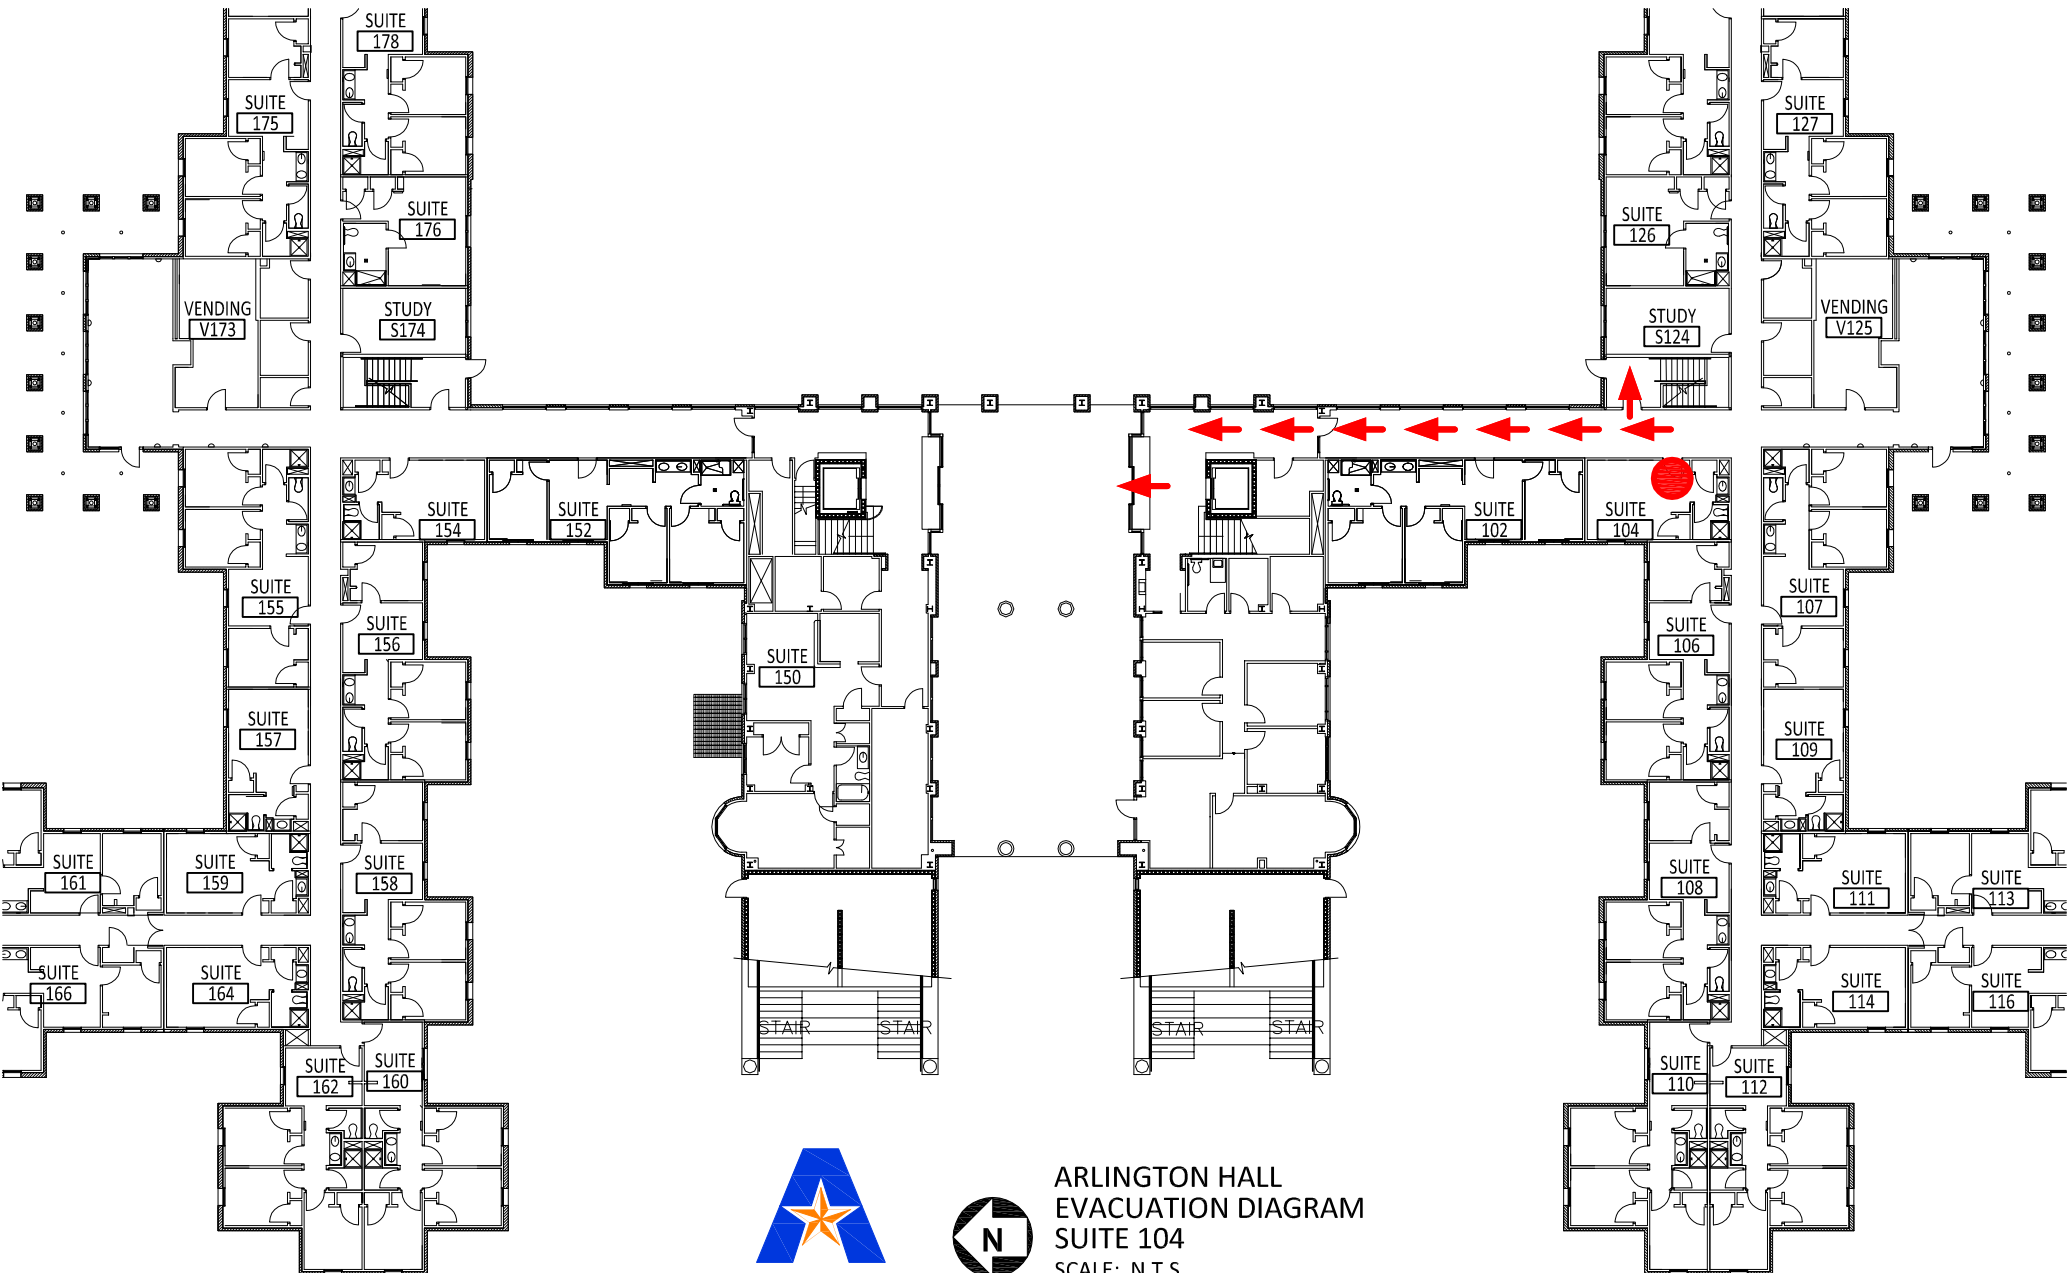 SUITE
178
SUITE
175
SUITE
127
SUITE
176
SUITE
126
VENDING
V173
STUDY
S174
STUDY
S124
VENDING
V125
SUITE
154
SUITE
152
SUITE
102
SUITE
104
SUITE
155
SUITE
156
SUITE
150
SUITE
106
SUITE
107
SUITE
157
SUITE
109
SUITE
161
SUITE
159
SUITE
158
SUITE
108
SUITE
111
SUITE
113
SUITE
166
SUITE
164
SUITE
114
SUITE
116
STAIR
STAIR
STAIR
STAIR
SUITE
162
SUITE
160
SUITE
110
SUITE
112
N
ARLINGTON HALL
EVACUATION DIAGRAM
SUITE 104
SCALE: N.T.S.